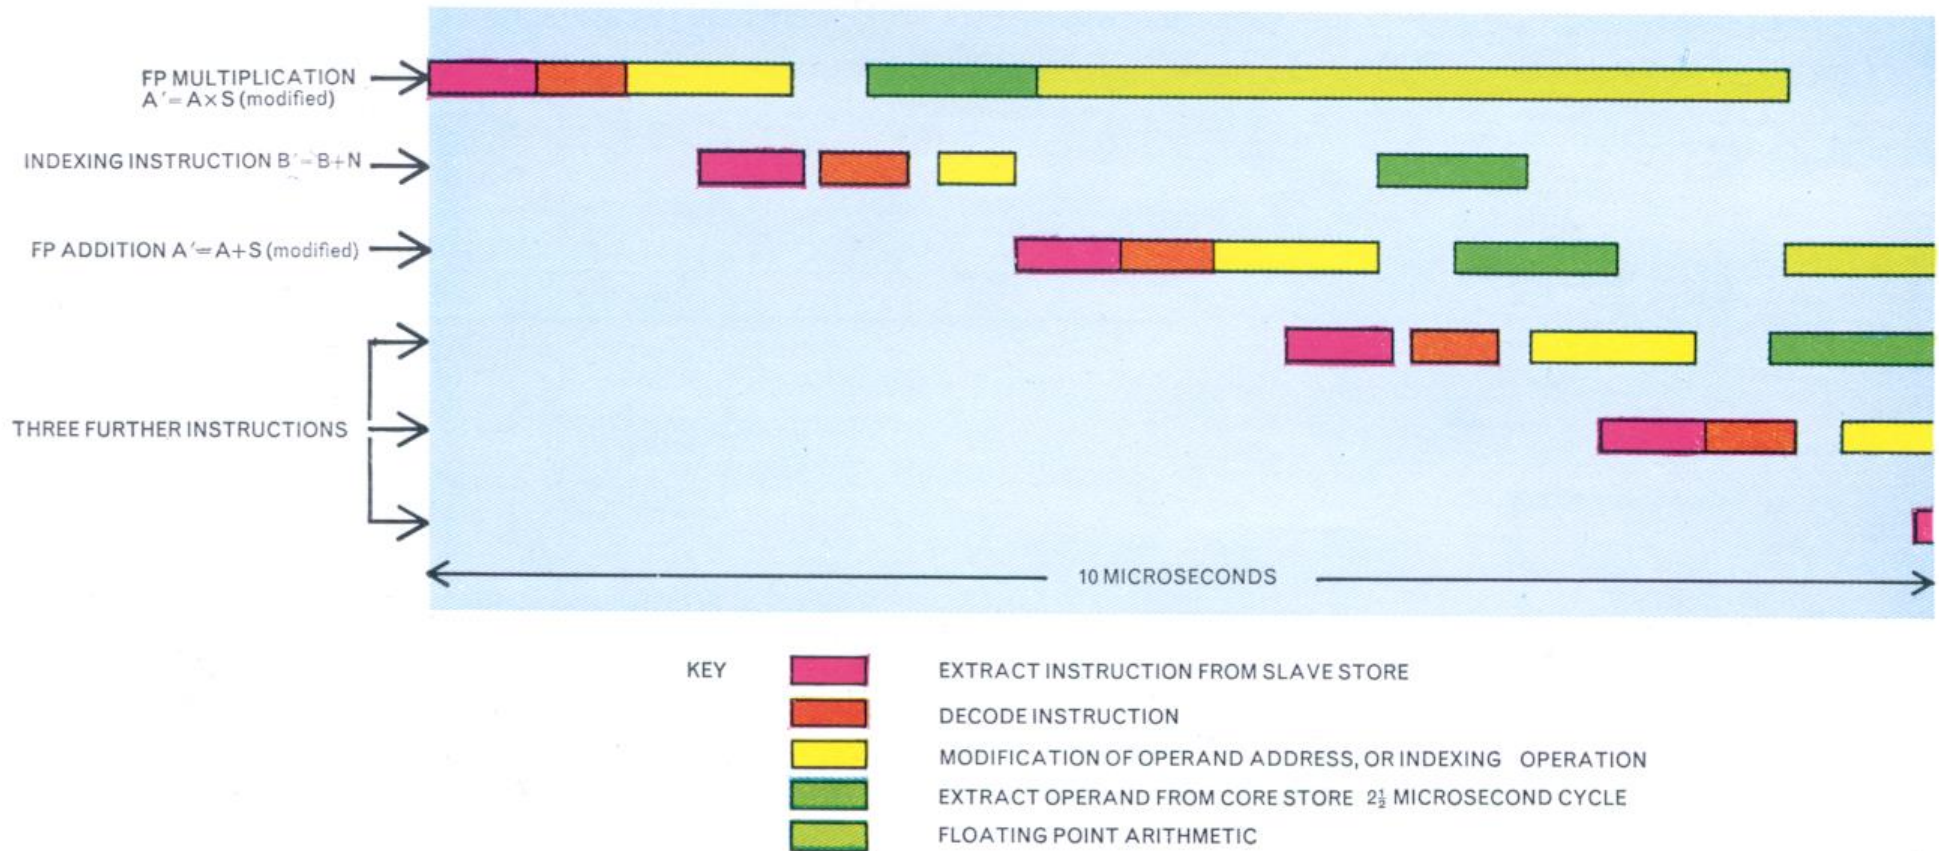 FP MULTIPLICATION
A′=A×S (modified)
INDEXING INSTRUCTION B′=B+N
FP ADDITION A′=A+S (modified)
THREE FURTHER INSTRUCTIONS
10 MICROSECONDS
KEY
EXTRACT INSTRUCTION FROM SLAVE STORE
DECODE INSTRUCTION
MODIFICATION OF OPERAND ADDRESS, OR INDEXING OPERATION
EXTRACT OPERAND FROM CORE STORE 2½ MICROSECOND CYCLE
FLOATING POINT ARITHMETIC